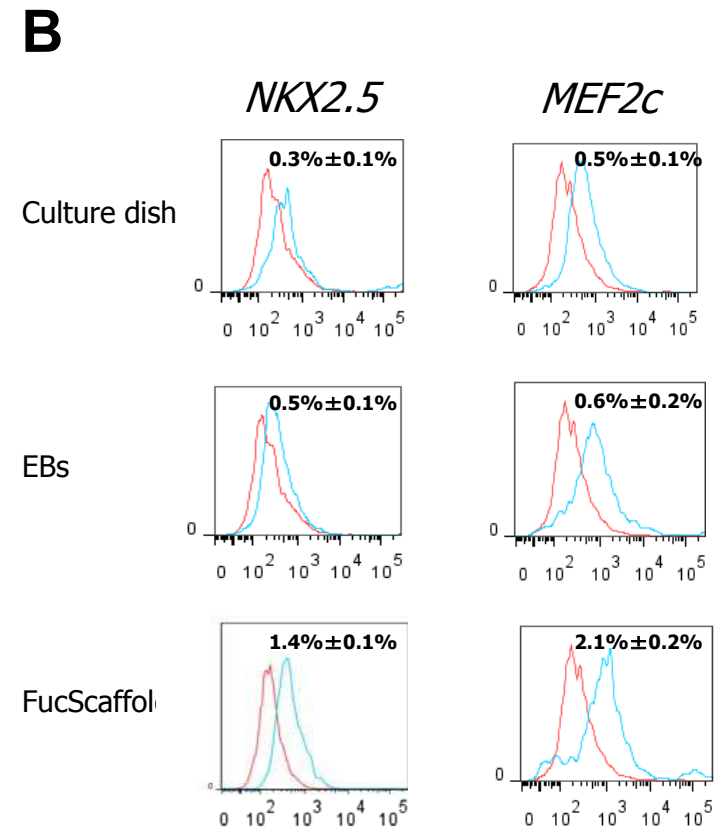 B
NKX2.5 MEF2c
0.3%±0.1% 0.5%±0.1%
Culture dish
0 0
0 10² 10³ 10⁴ 10⁵ 0 10² 10³ 10⁴ 10⁵
0.5%±0.1% 0.6%±0.2%
EBs
0 0
0 10² 10³ 10⁴ 10⁵ 0 10² 10³ 10⁴ 10⁵
1.4%±0.1% 2.1%±0.2%
FucScaffol
0 0
0 10² 10³ 10⁴ 10⁵ 0 10² 10³ 10⁴ 10⁵